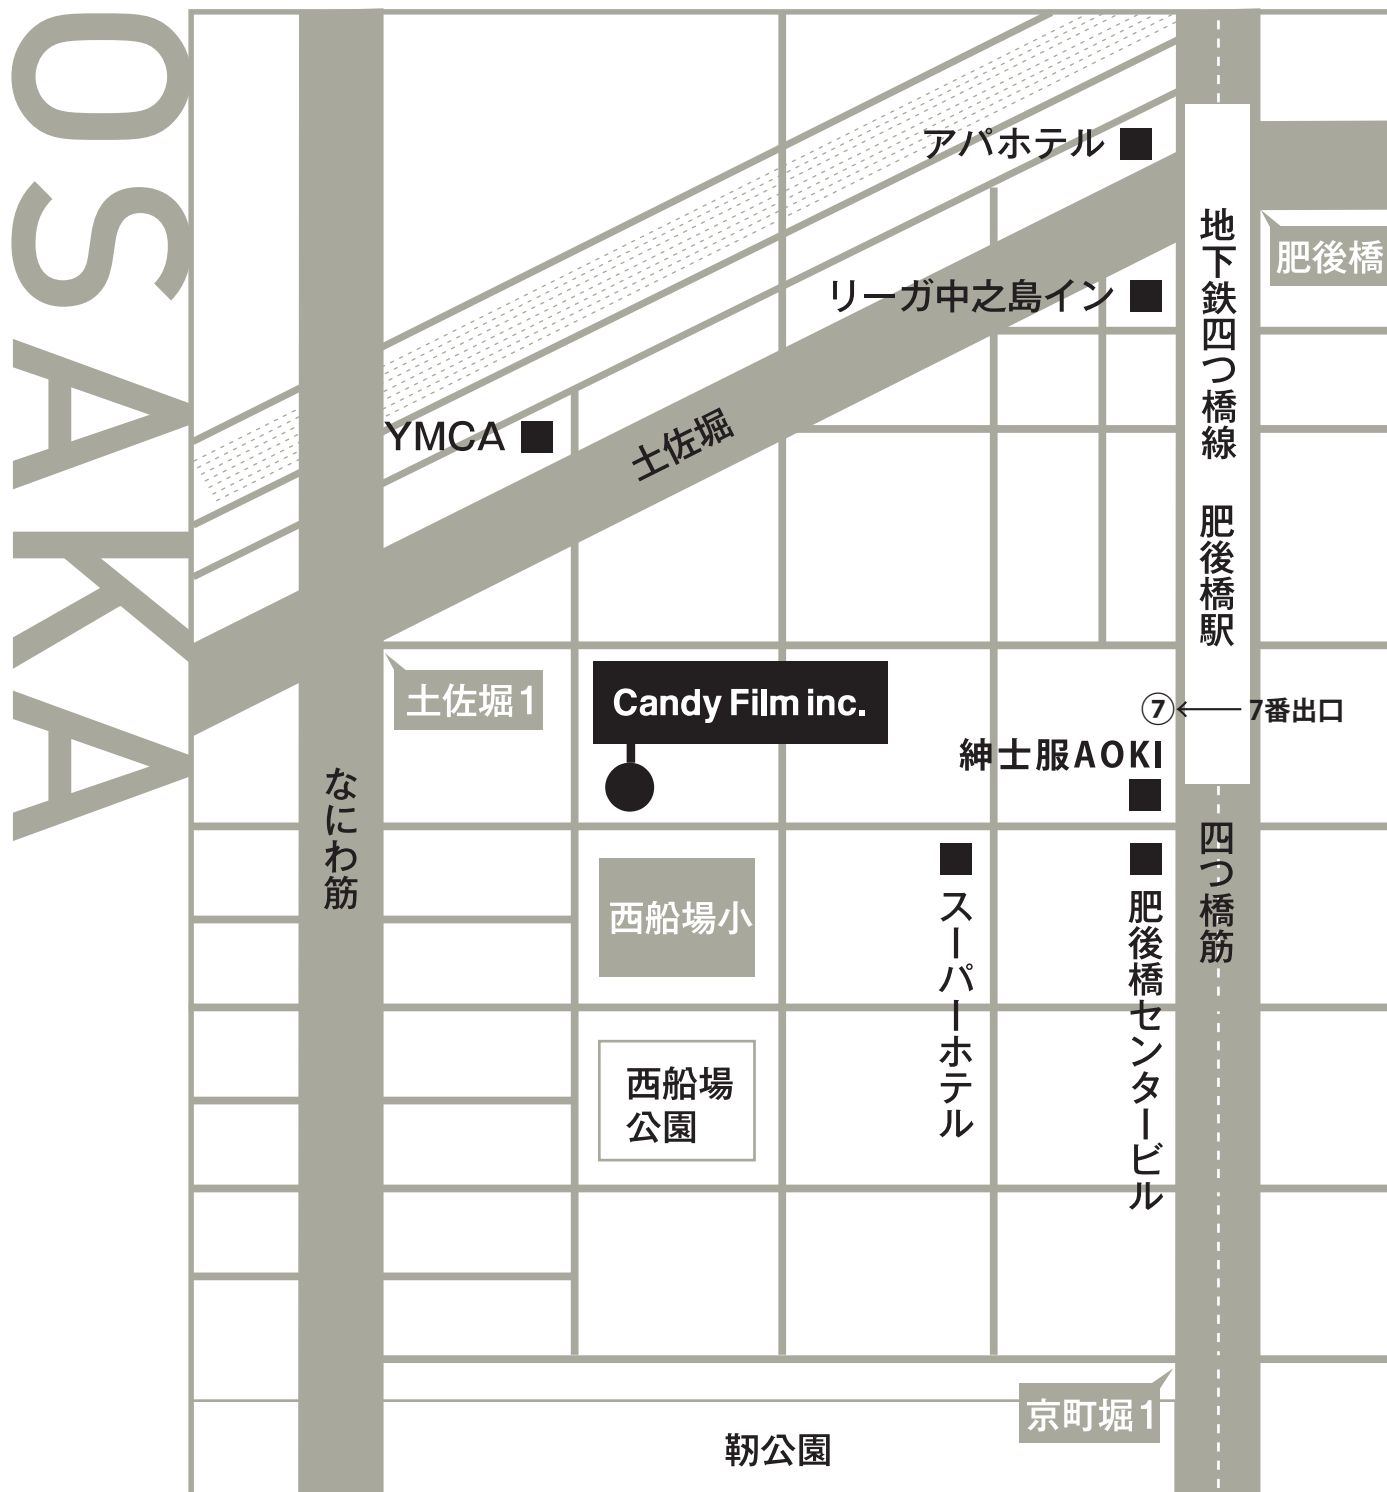 OSAKA
アパホテル
肥後橋
地下鉄四つ橋線 肥後橋駅
リーガ中之島イン
YMCA
土佐堀
土佐堀1
Candy Film inc.
⑦
7番出口
紳士服AOKI
なにわ筋
四つ橋筋
西船場小
スーパーホテル
肥後橋センタービル
西船場
公園
京町堀1
靭公園